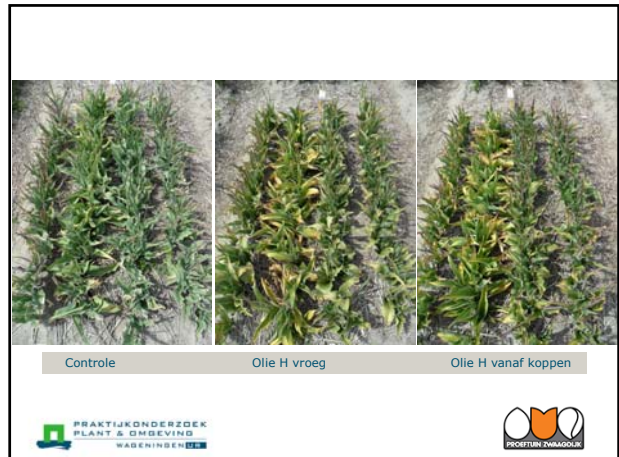 Controle
Olie H vroeg
Olie H vanaf koppen
PRAKTIJKONDERZOEK
PLANT & OMGEVING
WAGENINGEN UR
PROEFTUIN ZWAAGDIJK